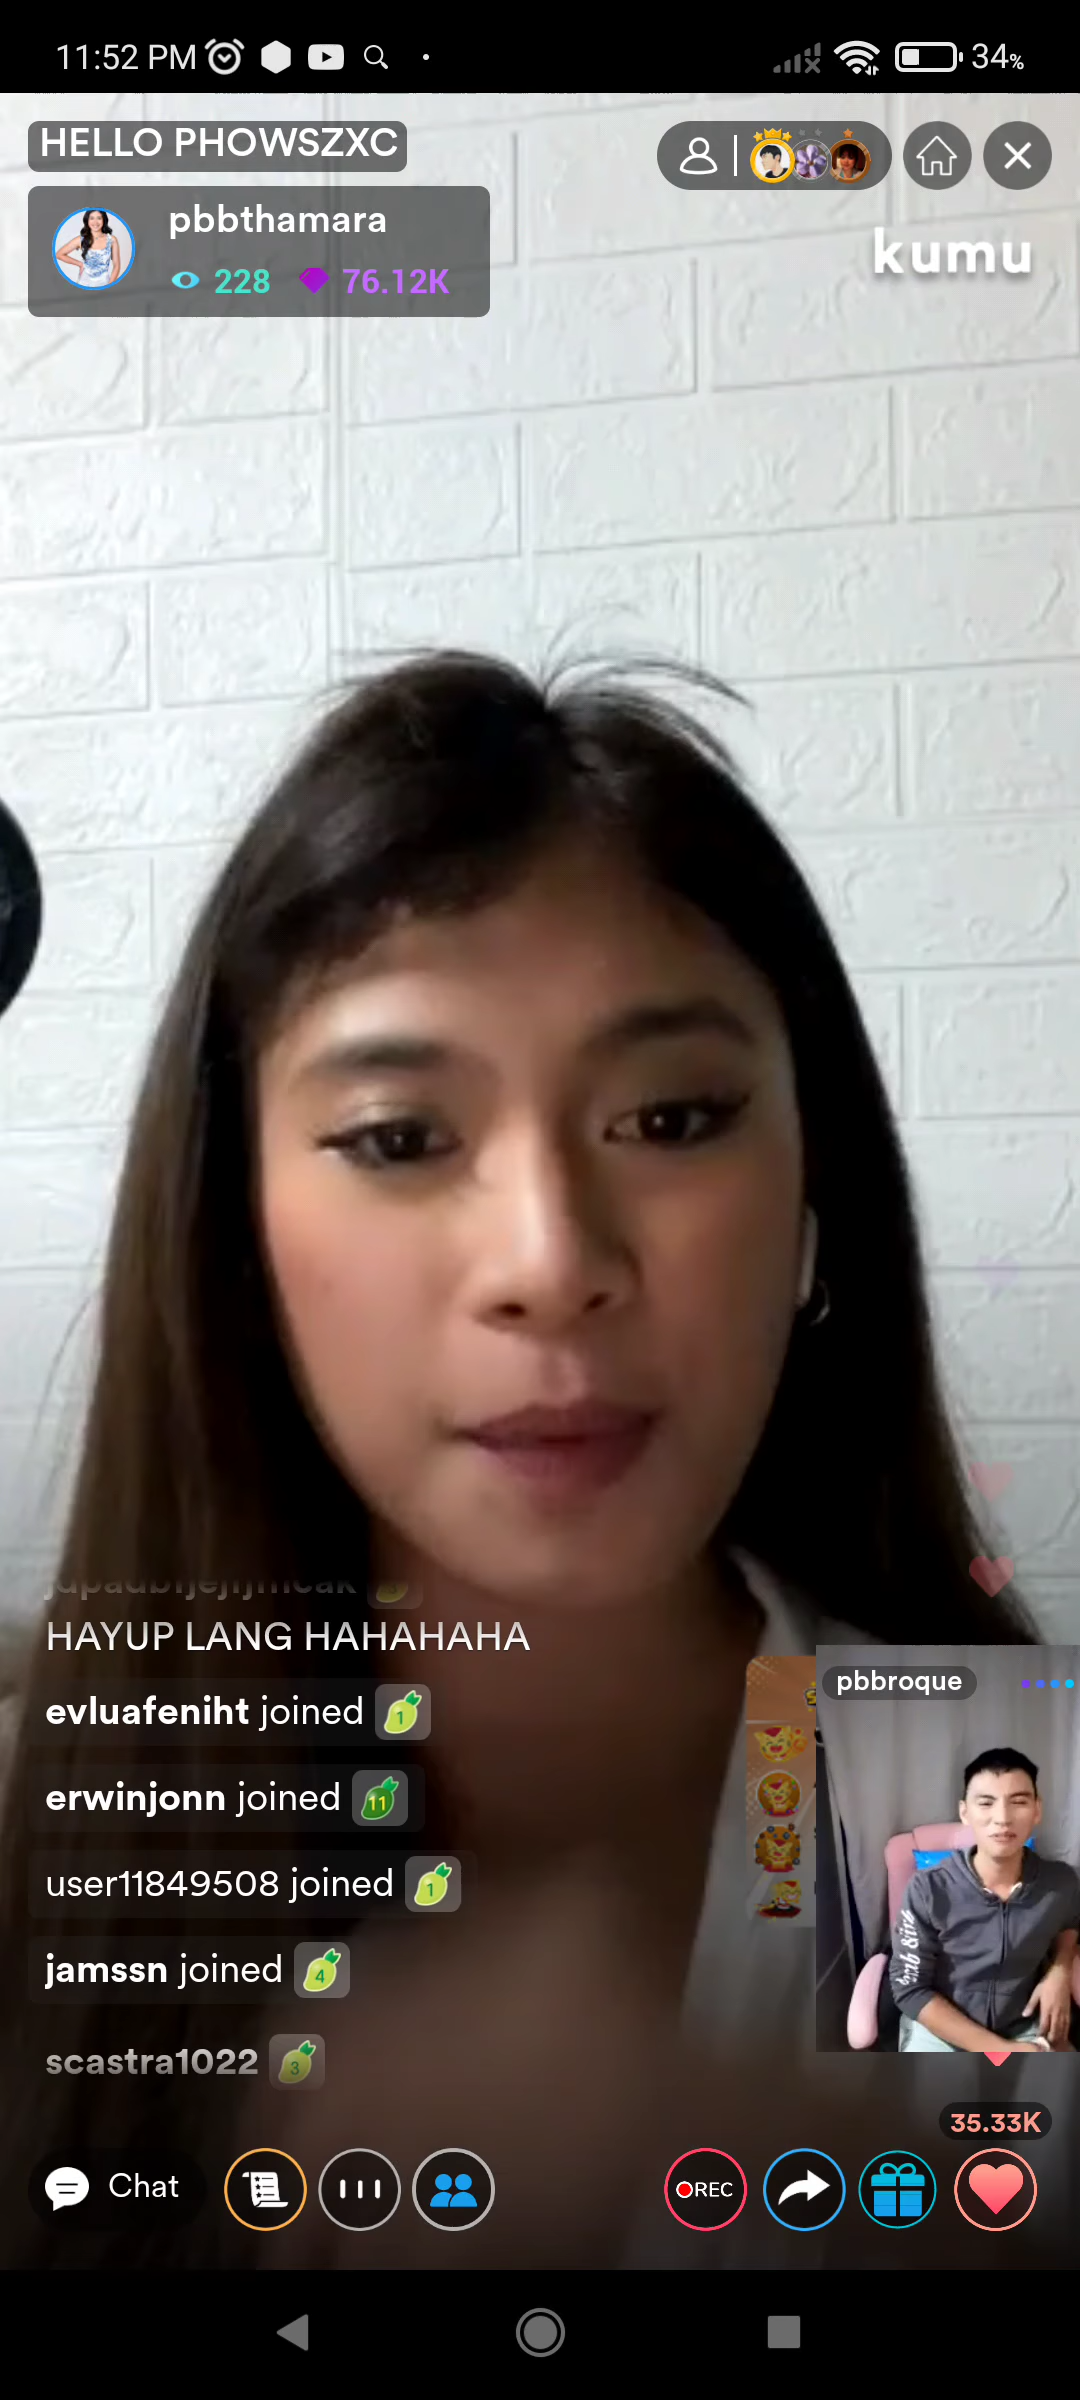 11:52 PM
34%
HELLO PHOWSZXC
pbbthamara
228 76.12K
kumu
HAYUP LANG HAHAHAHA
evluafeniht joined 1
erwinjonn joined 11
user11849508 joined 1
jamssn joined 4
scastra1022 3
pbbroque
35.33K
Chat
REC